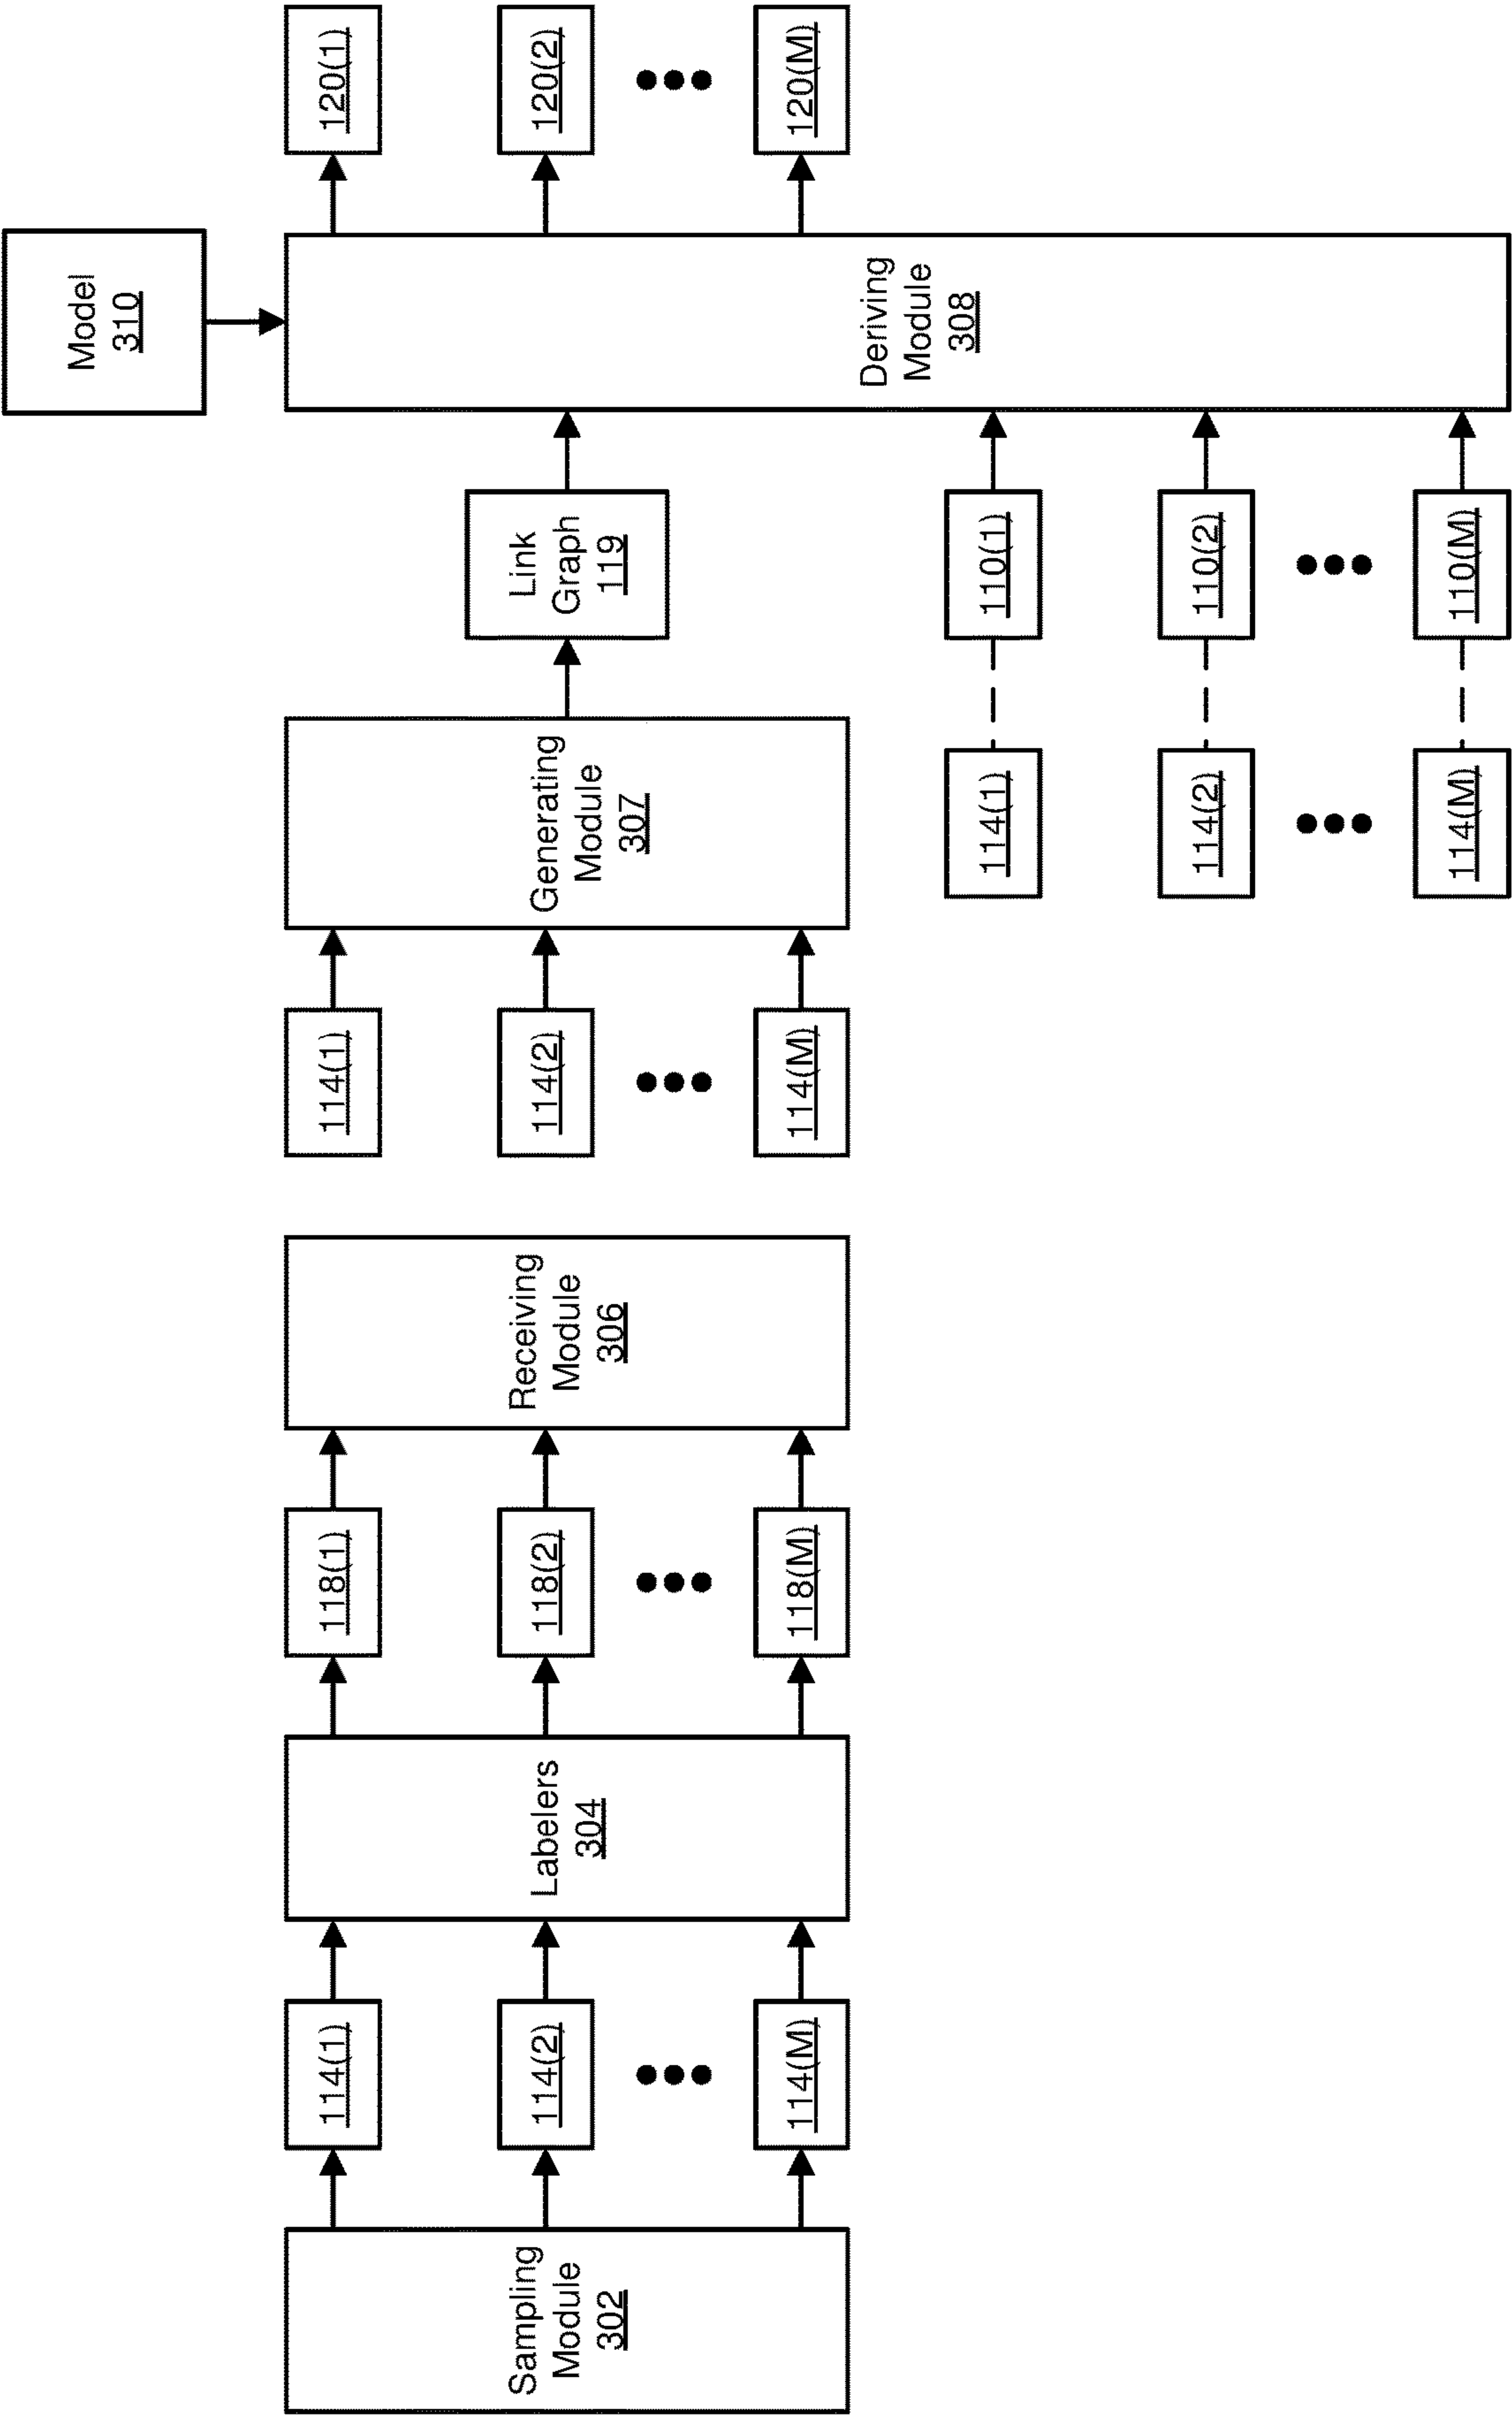 Sampling
Module
302
114(1)
114(2)
114(M)
Labelers
304
118(1)
118(2)
118(M)
Receiving
Module
306
114(1)
114(2)
114(M)
Generating
Module
307
Link
Graph
119
114(1)
114(2)
114(M)
110(1)
110(2)
110(M)
Model
310
Deriving
Module
308
120(1)
120(2)
120(M)